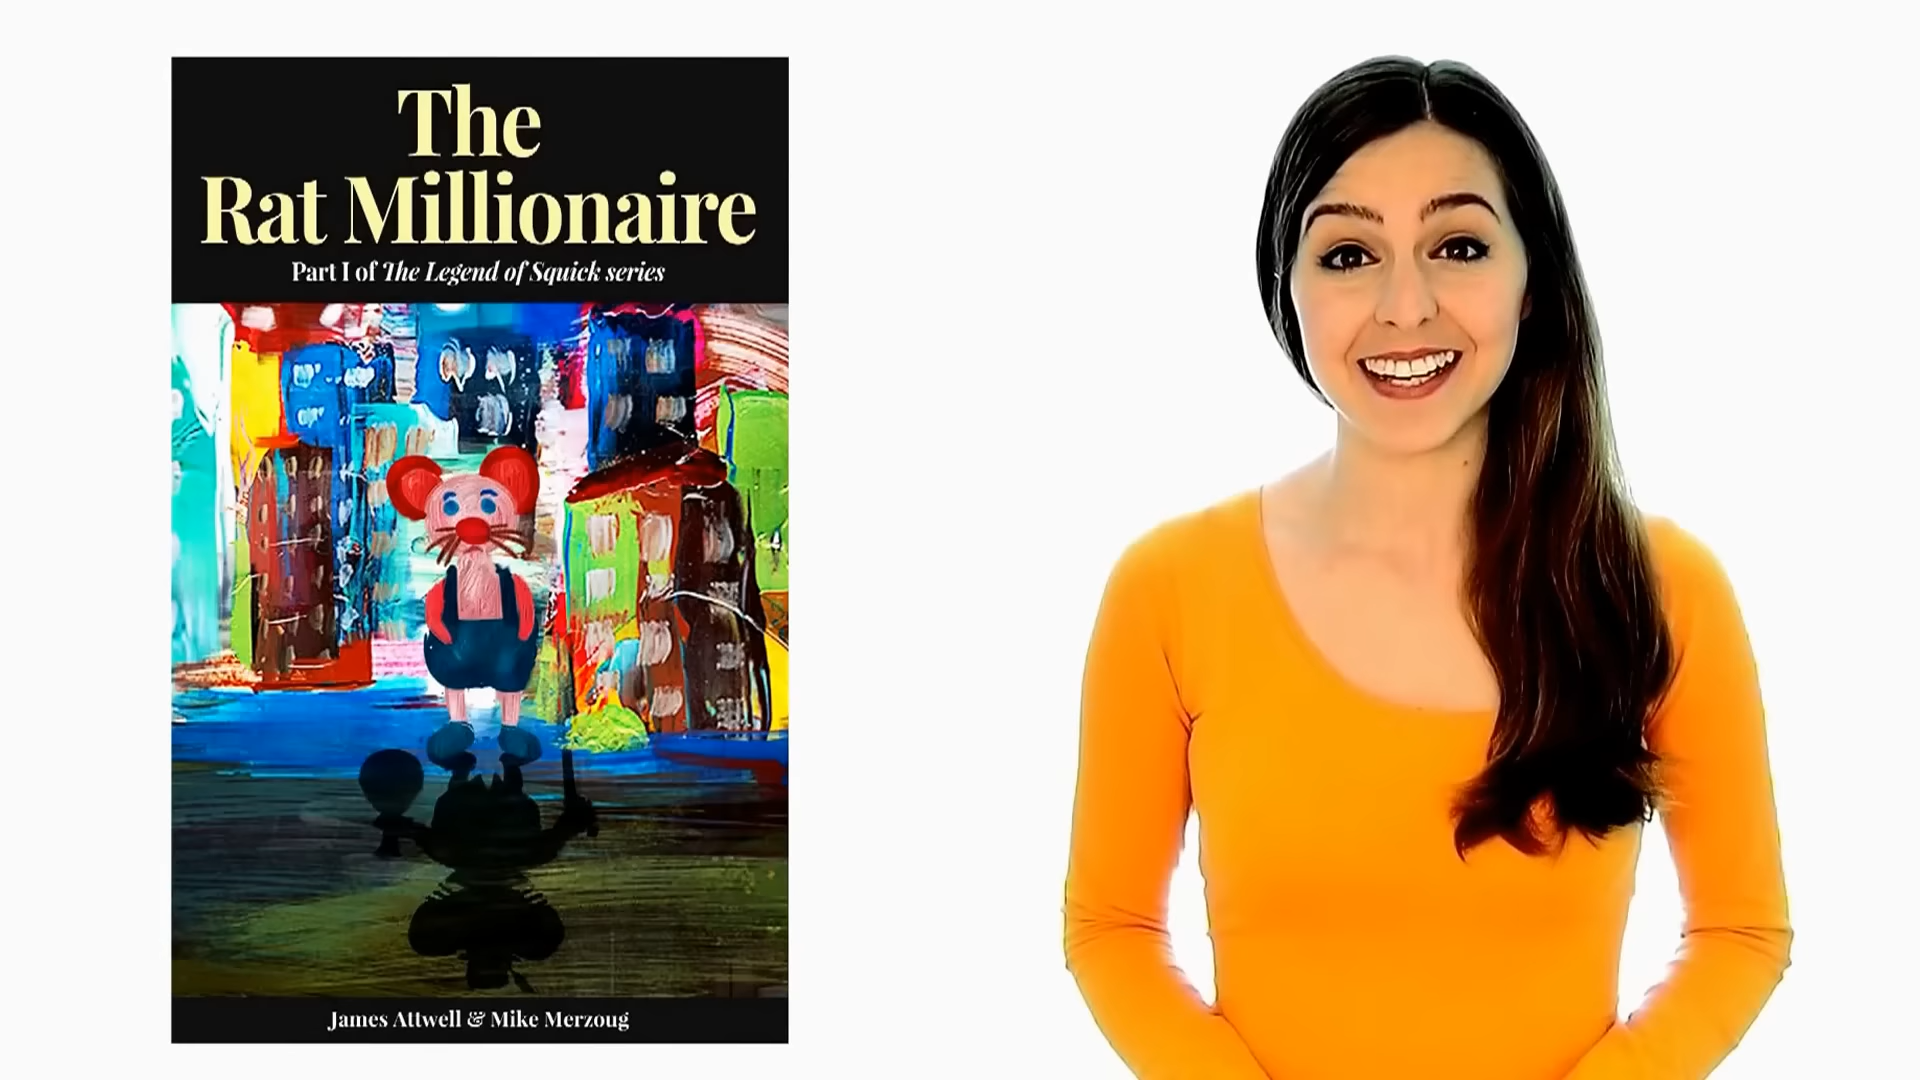 The
Rat Millionaire
Part I of The Legend of Squick series
James Attwell & Mike Merzoug